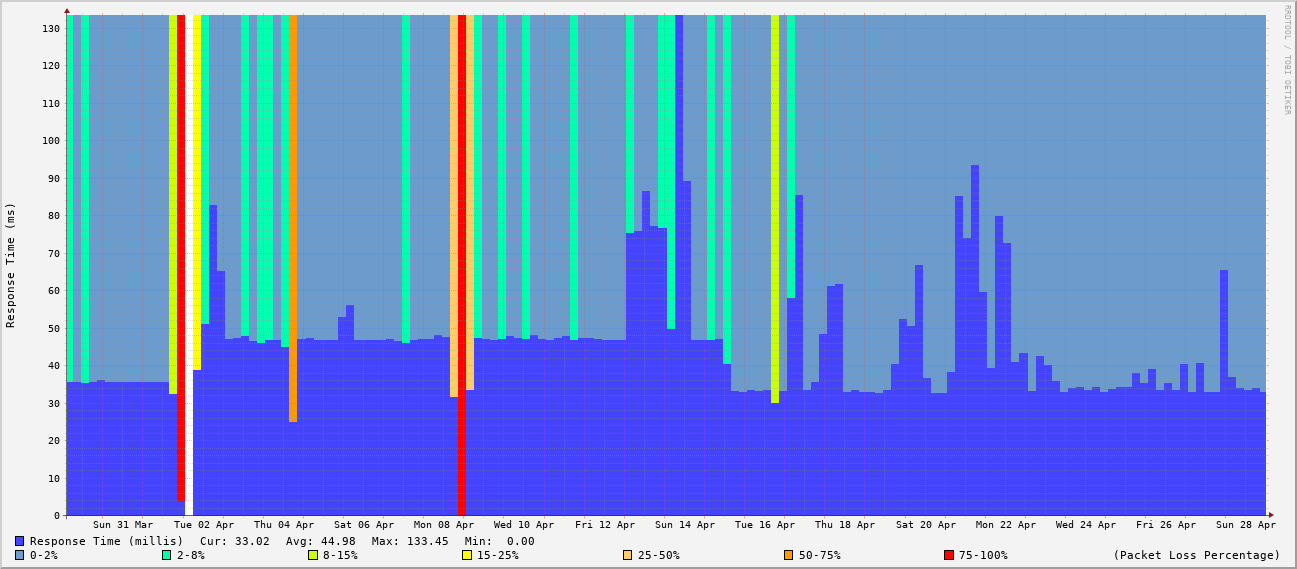 RRDTOOL / TOBI OETIKER
Response Time (ms)
130
120
110
100
90
80
70
60
50
40
30
20
10
0
Sun 31 Mar Tue 02 Apr Thu 04 Apr Sat 06 Apr Mon 08 Apr Wed 10 Apr Fri 12 Apr Sun 14 Apr Tue 16 Apr Thu 18 Apr Sat 20 Apr Mon 22 Apr Wed 24 Apr Fri 26 Apr Sun 28 Apr
Response Time (millis) Cur: 33.02 Avg: 44.98 Max: 133.45 Min: 0.00
0-2% 2-8% 8-15% 15-25% 25-50% 50-75% 75-100% (Packet Loss Percentage)